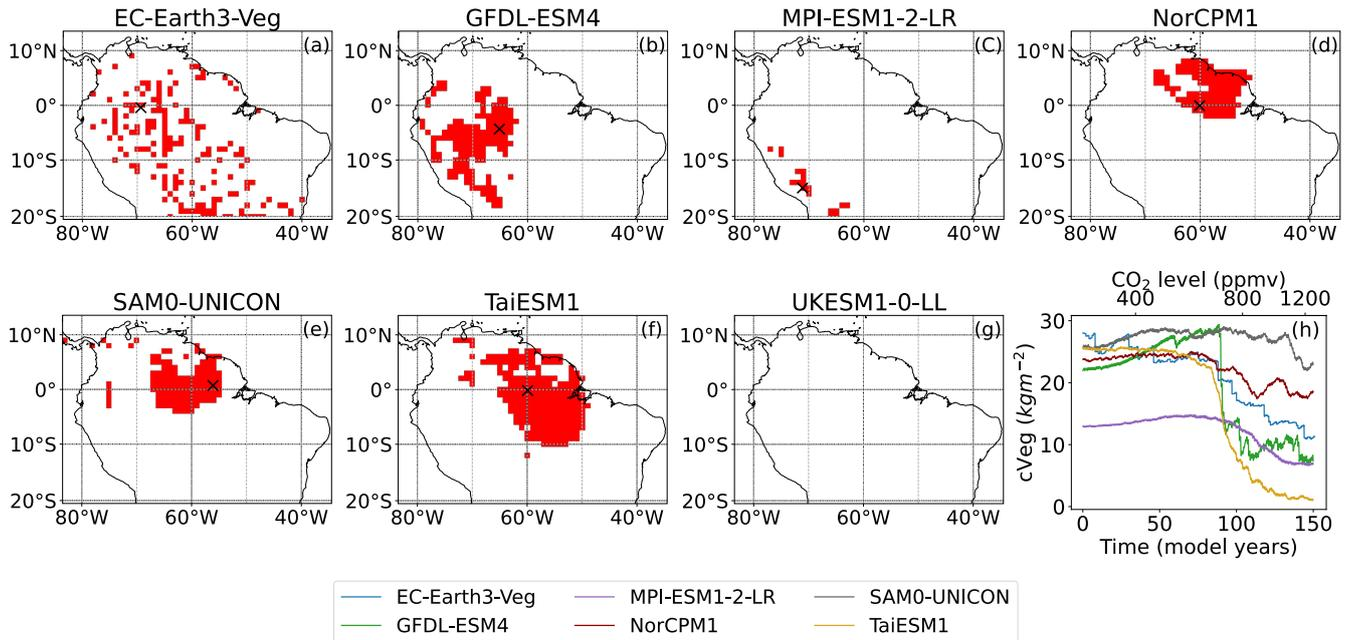 EC-Earth3-Veg
GFDL-ESM4
MPI-ESM1-2-LR
NorCPM1
(a)
(b)
(C)
(d)
10°N
0°
10°S
20°S
80°W 60°W 40°W
10°N
0°
10°S
20°S
80°W 60°W 40°W
10°N
0°
10°S
20°S
80°W 60°W 40°W
10°N
0°
10°S
20°S
80°W 60°W 40°W
SAM0-UNICON
TaiESM1
UKESM1-0-LL
CO2 level (ppmv)
400 800 1200
(e)
(f)
(g)
(h)
10°N
0°
10°S
20°S
80°W 60°W 40°W
10°N
0°
10°S
20°S
80°W 60°W 40°W
10°N
0°
10°S
20°S
80°W 60°W 40°W
cVeg (kgm−2)
30
20
10
0
0 50 100 150
Time (model years)
EC-Earth3-Veg
MPI-ESM1-2-LR
SAM0-UNICON
GFDL-ESM4
NorCPM1
TaiESM1